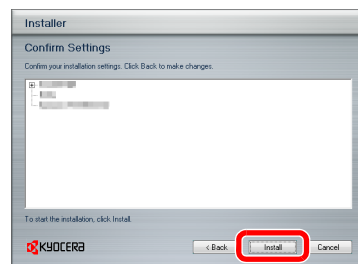 Installer
Confirm Settings
Confirm your installation settings. Click Back to make changes.
To start the installation, click Install.
KYOCERA
< Back
Install
Cancel